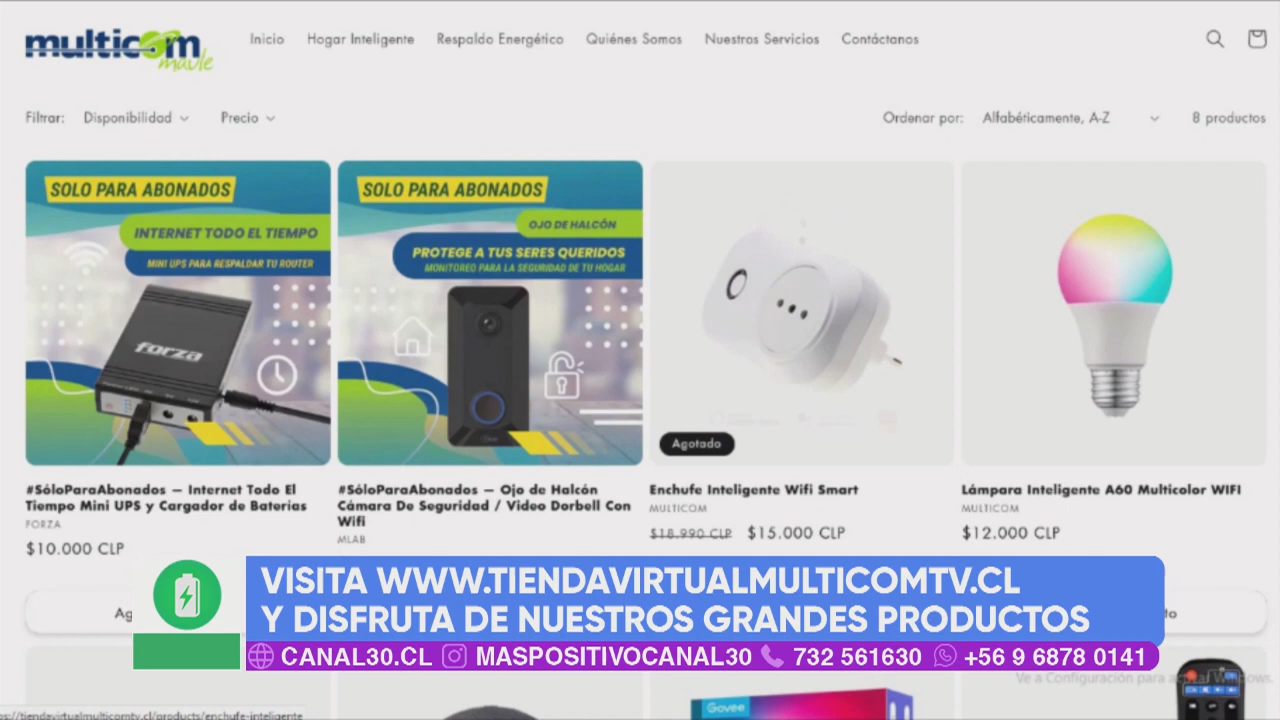 multicom
maule
Inicio
Hogar Inteligente
Respaldo Energético
Quiénes Somos
Nuestros Servicios
Contáctanos
Filtrar:
Disponibilidad
Precio
Ordenar por:
Alfabéticamente, A-Z
8 productos
SOLO PARA ABONADOS
INTERNET TODO EL TIEMPO
MINI UPS PARA RESPALDAR TU ROUTER
forza
SOLO PARA ABONADOS
OJO DE HALCÓN
PROTEGE A TUS SERES QUERIDOS
MONITOREO PARA LA SEGURIDAD DE TU HOGAR
Agotado
#SóloParaAbonados — Internet Todo El
Tiempo Mini UPS y Cargador de Baterías
FORZA
$10.000 CLP
#SóloParaAbonados — Ojo de Halcón
Cámara De Seguridad / Video Dorbell Con
Wifi
MLAB
Enchufe Inteligente Wifi Smart
MULTICOM
$18.990 CLP $15.000 CLP
Lámpara Inteligente A60 Multicolor WIFI
MULTICOM
$12.000 CLP
VISITA WWW.TIENDAVIRTUALMULTICOMTV.CL
Y DISFRUTA DE NUESTROS GRANDES PRODUCTOS
CANAL30.CL MASPOSITIVOCANAL30 732 561630 +56 9 6878 0141
Ve a Configuración para activar Windows.
Govee